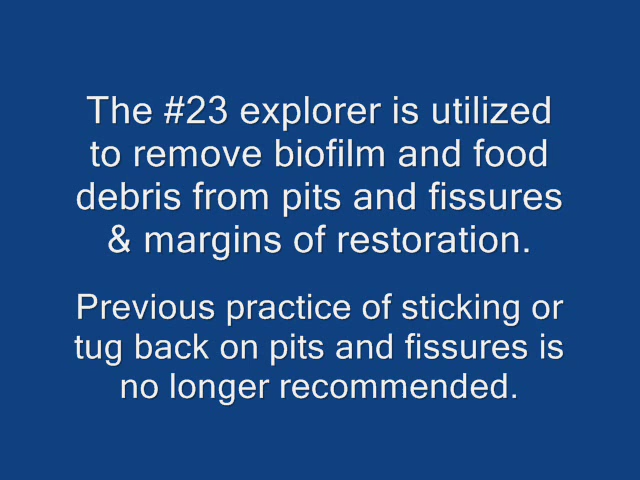 The #23 explorer is utilized
to remove biofilm and food
debris from pits and fissures
& margins of restoration.
Previous practice of sticking or
tug back on pits and fissures is
no longer recommended.